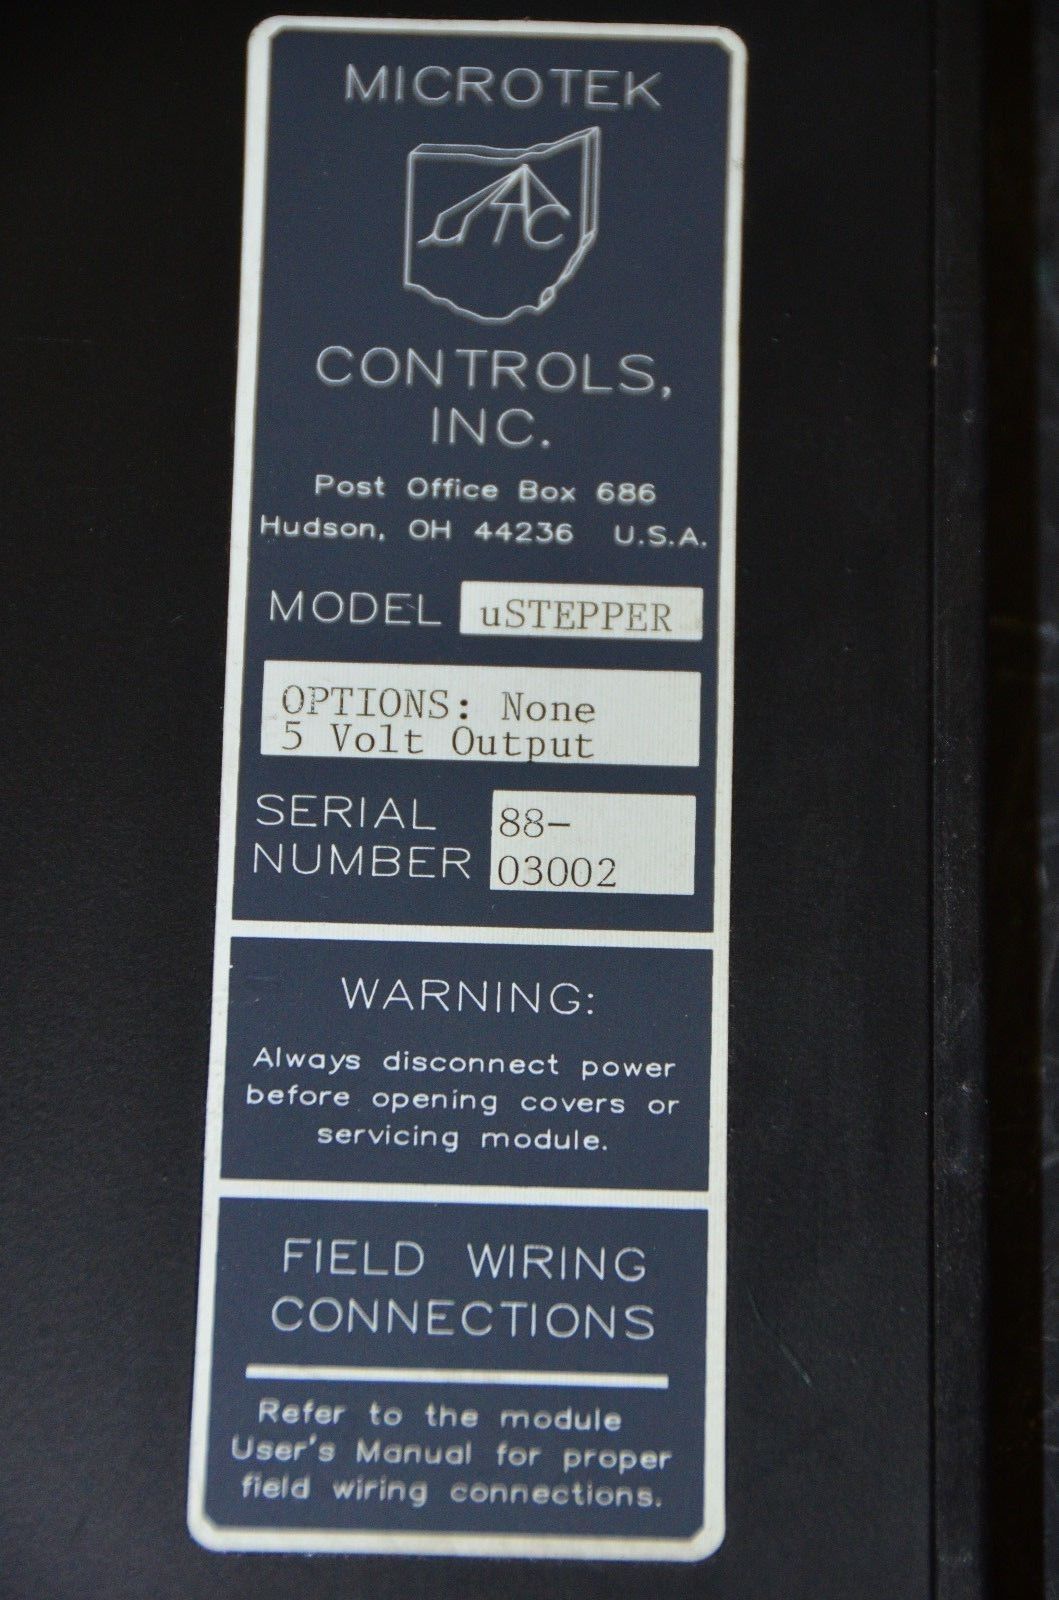 MICROTEK
µTC
CONTROLS,
INC.
Post Office Box 686
Hudson, OH 44236 U.S.A.
MODEL uSTEPPER
OPTIONS: None
5 Volt Output
SERIAL 88-
NUMBER 03002
WARNING:
Always disconnect power
before opening covers or
servicing module.
FIELD WIRING
CONNECTIONS
Refer to the module
User's Manual for proper
field wiring connections.